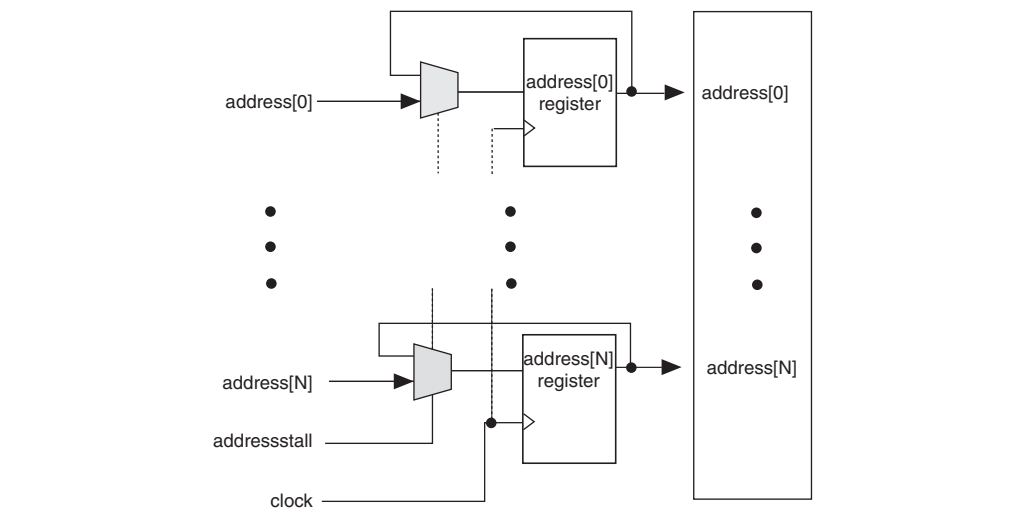 address[0]
address[0]
register
address[0]
address[N]
address[N]
register
address[N]
addressstall
clock